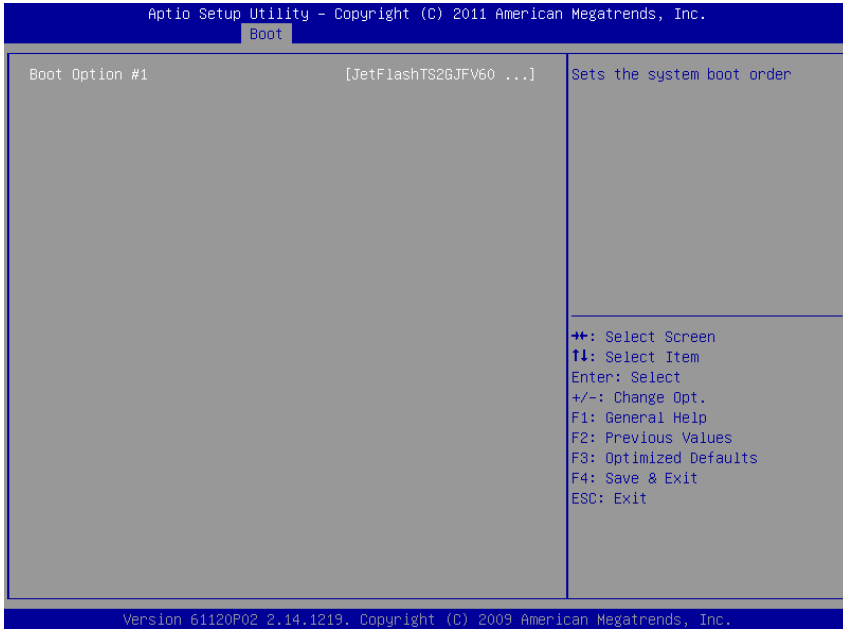 Aptio Setup Utility – Copyright (C) 2011 American Megatrends, Inc.
Boot
Boot Option #1 [JetFlashTS2GJFV60 ...]
Sets the system boot order
→←: Select Screen
↑↓: Select Item
Enter: Select
+/-: Change Opt.
F1: General Help
F2: Previous Values
F3: Optimized Defaults
F4: Save & Exit
ESC: Exit
Version 61120P02 2.14.1219. Copyright (C) 2009 American Megatrends, Inc.